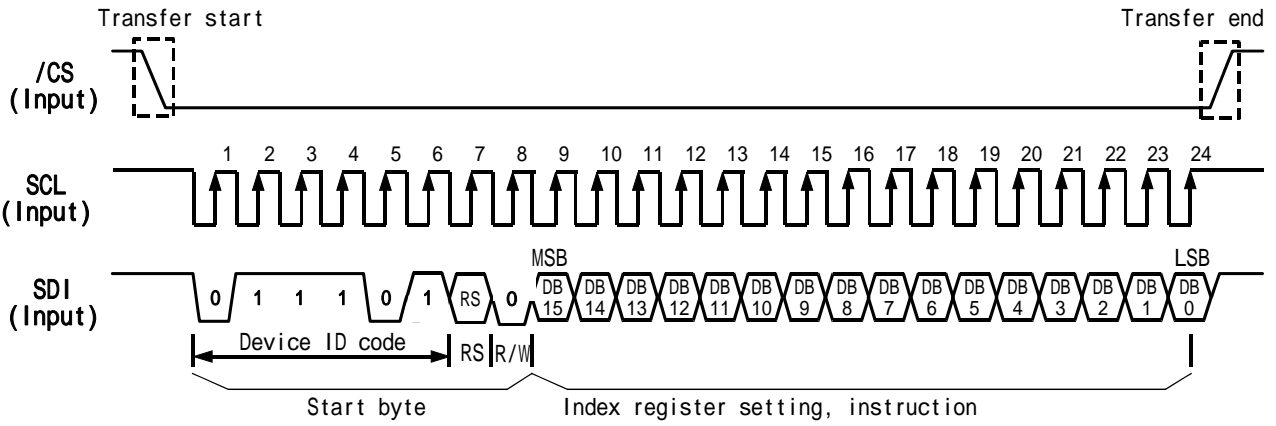 Transfer start Transfer end
/CS
(Input)
1 2 3 4 5 6 7 8 9 10 11 12 13 14 15 16 17 18 19 20 21 22 23 24
SCL
(Input)
MSB LSB
SDI
(Input)
0 1 1 1 0 1 RS 0 DB 15 DB 14 DB 13 DB 12 DB 11 DB 10 DB 9 DB 8 DB 7 DB 6 DB 5 DB 4 DB 3 DB 2 DB 1 DB 0
Device ID code RS R/W
Start byte Index register setting, instruction